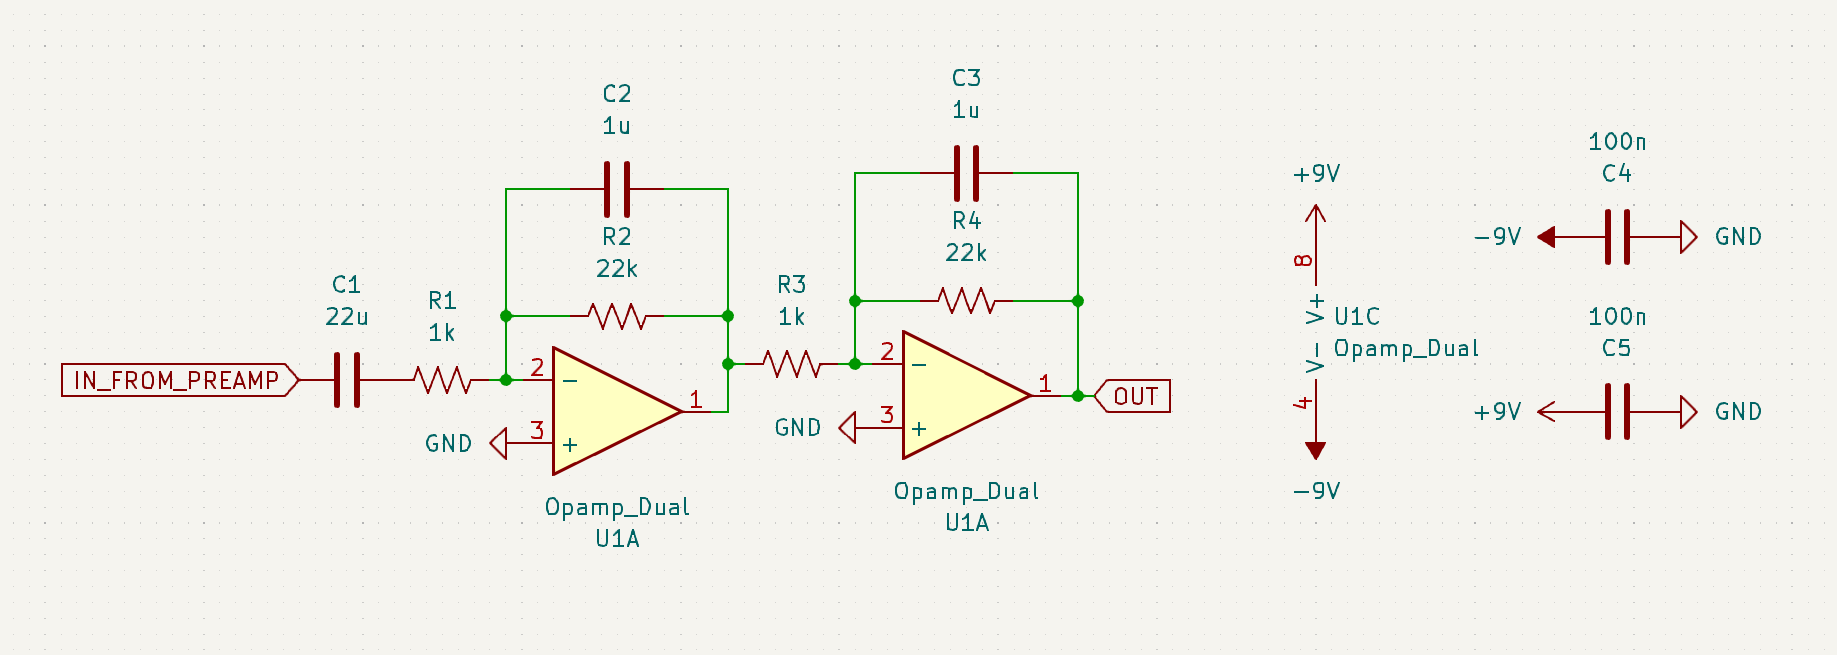 C2
1u
R2
22k
C1
22u
R1
1k
IN_FROM_PREAMP
2
−
3
+
1
GND
Opamp_Dual
U1A
C3
1u
R4
22k
R3
1k
2
−
3
+
1
GND
OUT
Opamp_Dual
U1A
+9V
8
V+
U1C
V−
Opamp_Dual
4
−9V
100n
C4
−9V
GND
100n
C5
+9V
GND